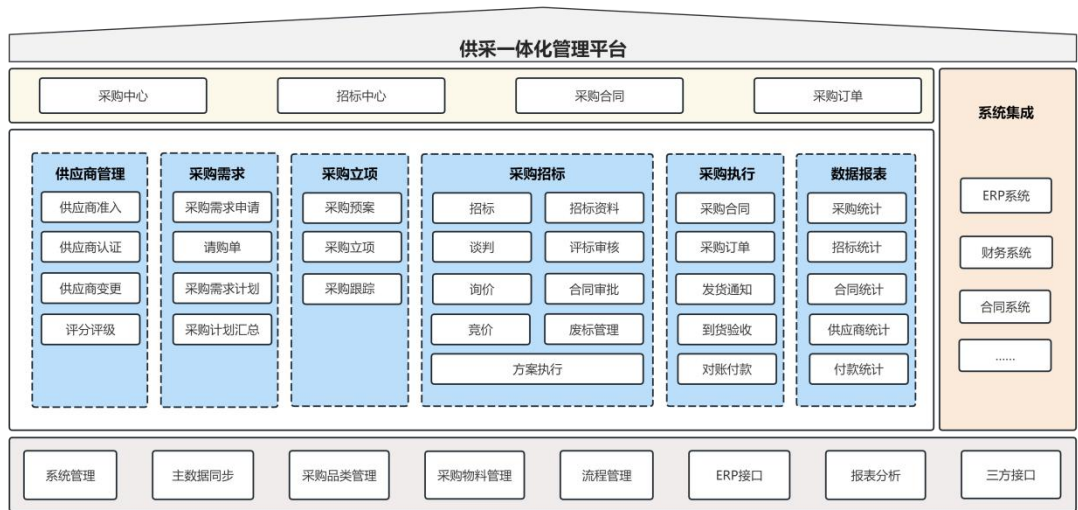 供采一体化管理平台
采购中心
招标中心
采购合同
采购订单
系统集成
ERP系统
财务系统
合同系统
......
供应商管理
供应商准入
供应商认证
供应商变更
评分评级
采购需求
采购需求申请
请购单
采购需求计划
采购计划汇总
采购立项
采购预案
采购立项
采购跟踪
采购招标
招标
招标资料
谈判
评标审核
询价
合同审批
竞价
废标管理
方案执行
采购执行
采购合同
采购订单
发货通知
到货验收
对账付款
数据报表
采购统计
招标统计
合同统计
供应商统计
付款统计
系统管理
主数据同步
采购品类管理
采购物料管理
流程管理
ERP接口
报表分析
三方接口